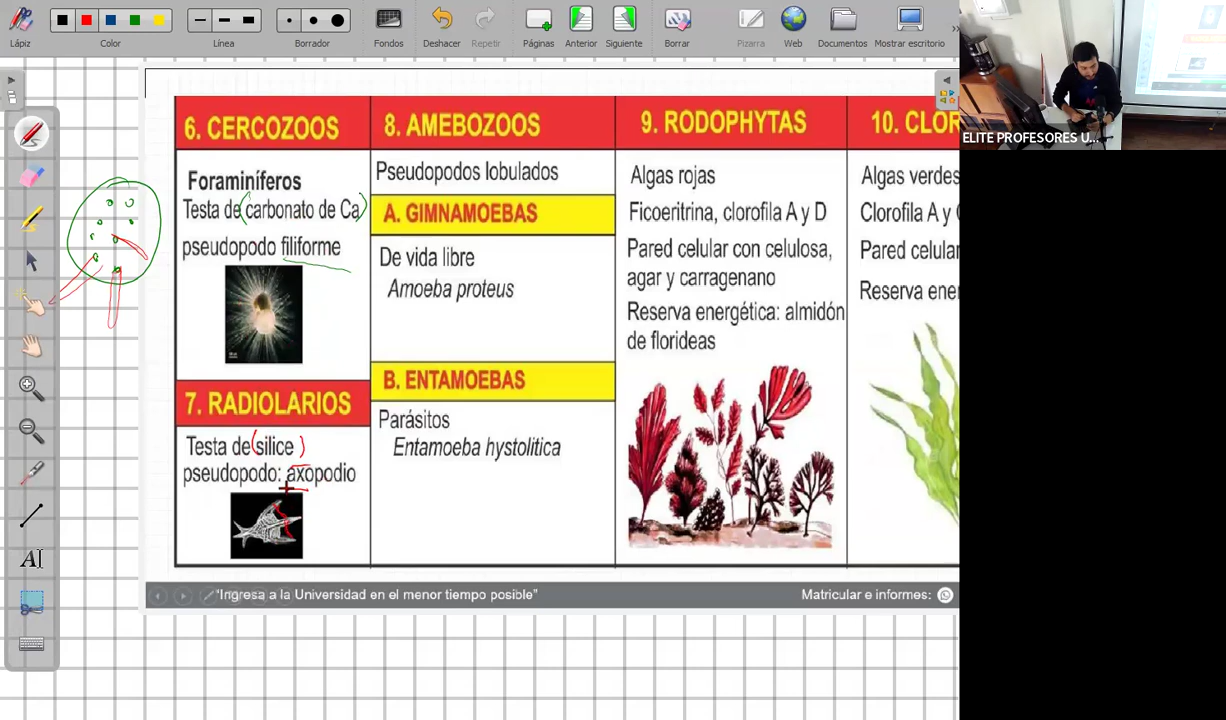 Lápiz
Color
Línea
Borrador
Fondos
Deshacer
Repetir
Páginas
Anterior
Siguiente
Borrar
Pizarra
Web
Documentos
Mostrar escritorio
ELITE PROFESORES U...
6. CERCOZOOS
Foraminíferos
Testa de (carbonato de Ca)
pseudopodo filiforme
7. RADIOLARIOS
Testa de (silice)
pseudopodo: axopodio
8. AMEBOZOOS
Pseudopodos lobulados
A. GIMNAMOEBAS
De vida libre
Amoeba proteus
B. ENTAMOEBAS
Parásitos
Entamoeba hystolitica
9. RODOPHYTAS
Algas rojas
Ficoeritrina, clorofila A y D
Pared celular con celulosa,
agar y carragenano
Reserva energética: almidón
de florideas
10. CLOR
Algas verdes
Clorofila A y
Pared celular
Reserva ener
"Ingresa a la Universidad en el menor tiempo posible"
Matricular e informes: